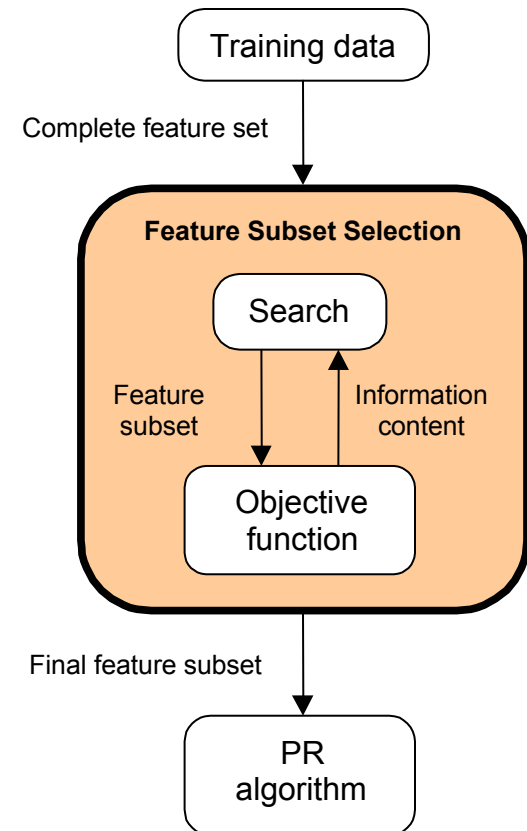 Training data
Complete feature set
Feature Subset Selection
Search
Feature
subset
Information
content
Objective
function
Final feature subset
PR
algorithm